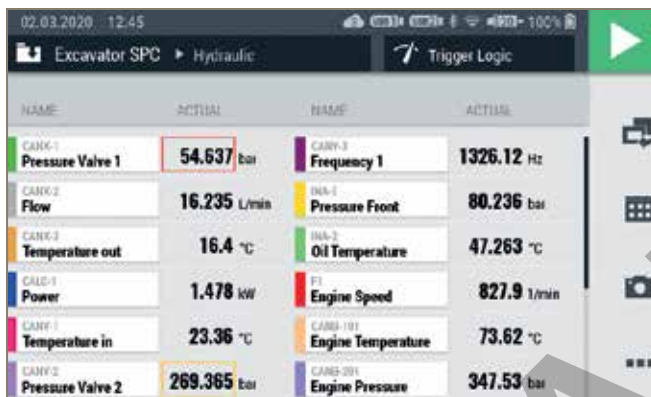 02.03.2020 12:45 100%
Excavator SPC ▸ Hydraulic Trigger Logic
NAME ACTUAL NAME ACTUAL
CANX-1 CANY-3
Pressure Valve 1 54.637 bar Frequency 1 1326.12 Hz
CANX-2 INA-1
Flow 16.235 L/min Pressure Front 80.236 bar
CANX-3 INA-2
Temperature out 16.4 °C Oil Temperature 47.263 °C
CALC-1 F1
Power 1.478 kW Engine Speed 827.9 1/min
CANY-1 CANB-101
Temperature in 23.36 °C Engine Temperature 73.62 °C
CANY-2 CANB-201
Pressure Valve 2 269.365 bar Engine Pressure 347.53 bar